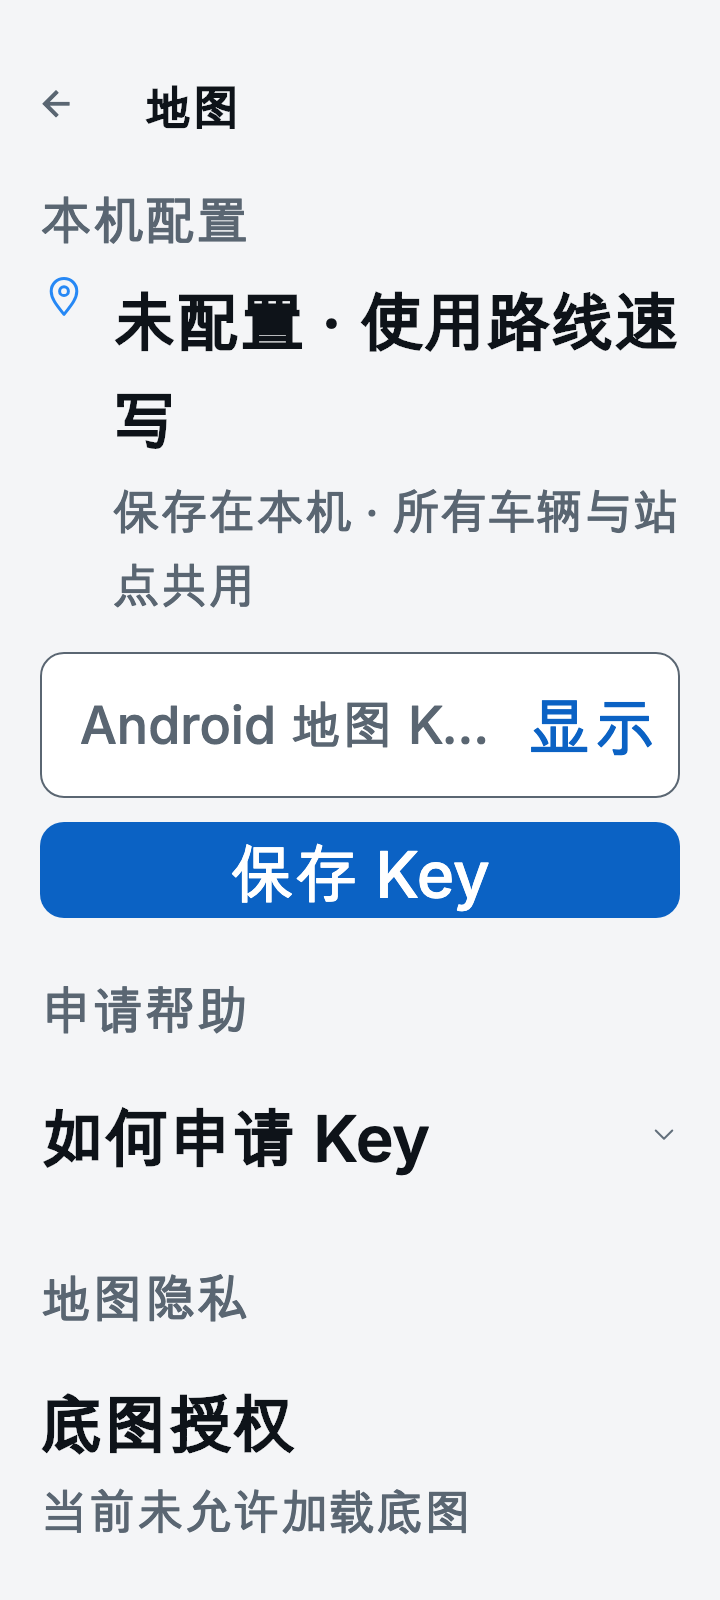 地图
本机配置
未配置 · 使用路线速
写
保存在本机 · 所有车辆与站
点共用
Android 地图 K... 显示
保存 Key
申请帮助
如何申请 Key
地图隐私
底图授权
当前未允许加载底图